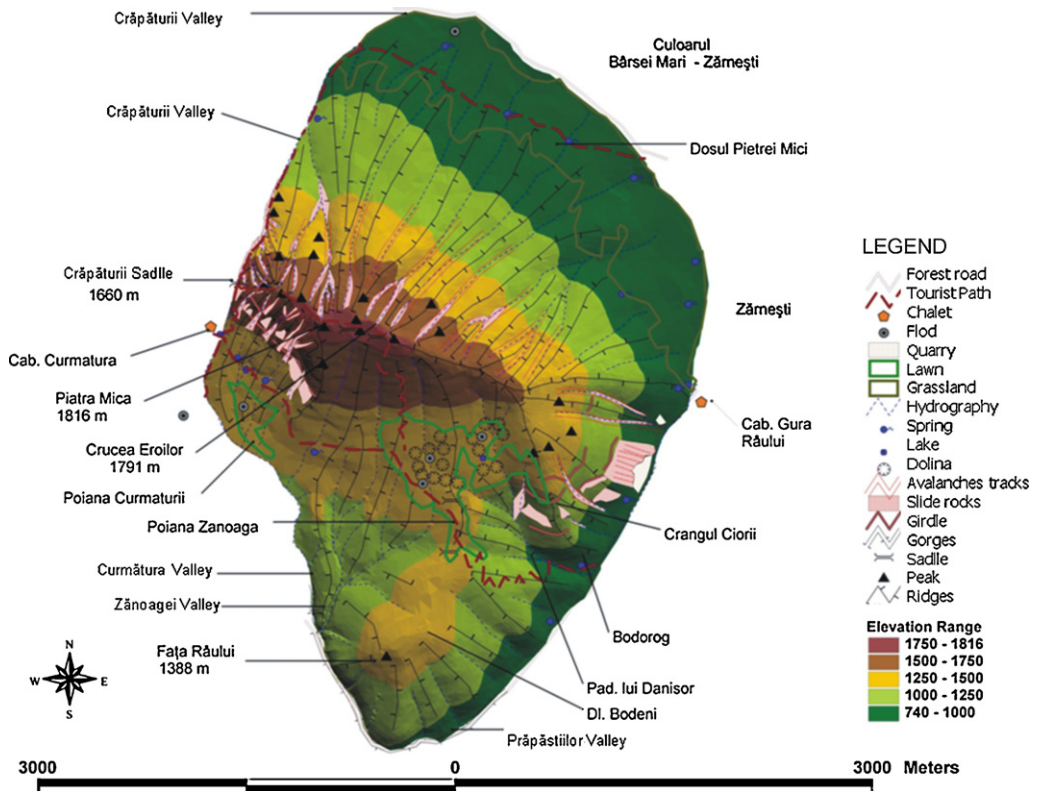 Crăpăturii Valley
Culoarul
Bârsei Mari - Zărneşti
Crăpăturii Valley
Dosul Pietrei Mici
Crăpăturii Sadlle
1660 m
Zărneşti
Cab. Curmatura
Piatra Mica
1816 m
Cab. Gura
Râului
Crucea Eroilor
1791 m
Poiana Curmaturii
Poiana Zanoaga
Crangul Ciorii
Curmătura Valley
Zănoagei Valley
Bodorog
Faţa Râului
1388 m
Pad. lui Danisor
Dl. Bodeni
Prăpăstiilor Valley
N
W
E
S
LEGEND
Forest road
Tourist Path
Chalet
Flod
Quarry
Lawn
Grassland
Hydrography
Spring
Lake
Dolina
Avalanches tracks
Slide rocks
Girdle
Gorges
Sadlle
Peak
Ridges
Elevation Range
1750 - 1816
1500 - 1750
1250 - 1500
1000 - 1250
740 - 1000
3000 0 3000 Meters